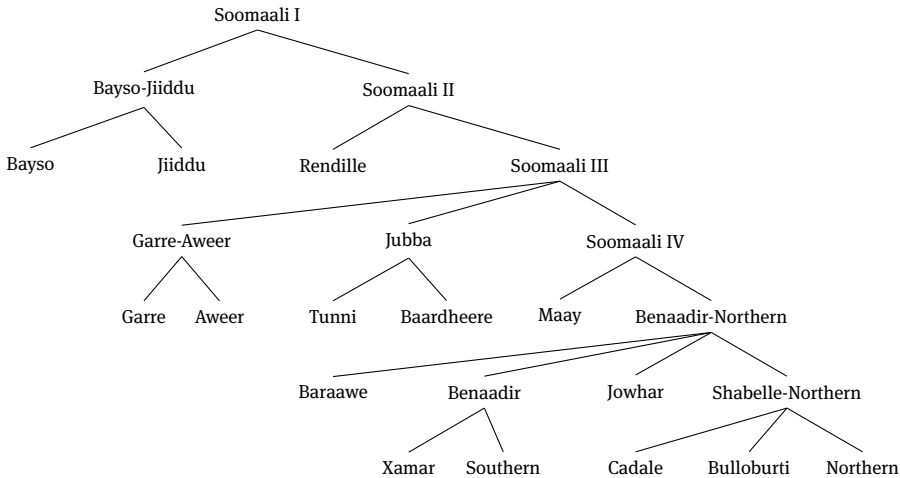 Soomaali I
Bayso-Jiiddu
Soomaali II
Bayso
Jiiddu
Rendille
Soomaali III
Garre-Aweer
Jubba
Soomaali IV
Garre
Aweer
Tunni
Baardheere
Maay
Benaadir-Northern
Baraawe
Benaadir
Jowhar
Shabelle-Northern
Xamar
Southern
Cadale
Bulloburti
Northern